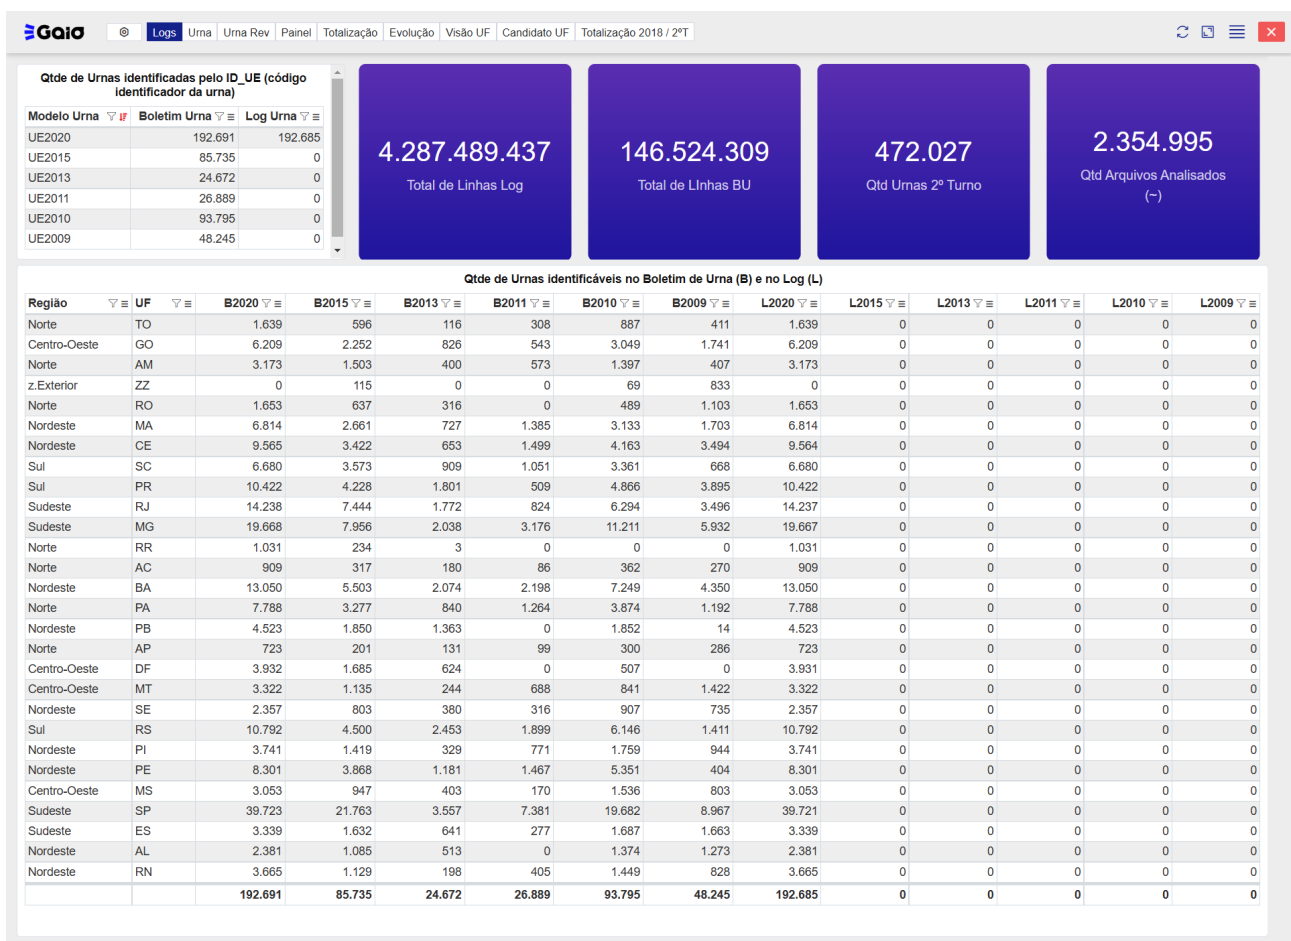 Gaio
Logs Urna Urna Rev Painel Totalização Evolução Visão UF Candidato UF Totalização 2018 / 2ºT
Qtde de Urnas identificadas pelo ID_UE (código
identificador da urna)
Modelo Urna Boletim Urna Log Urna
UE2020 192.691 192.685
UE2015 85.735 0
UE2013 24.672 0
UE2011 26.889 0
UE2010 93.795 0
UE2009 48.245 0
4.287.489.437
Total de Linhas Log
146.524.309
Total de LInhas BU
472.027
Qtd Urnas 2º Turno
2.354.995
Qtd Arquivos Analisados
(~)
Qtde de Urnas identificáveis no Boletim de Urna (B) e no Log (L)
Região UF B2020 B2015 B2013 B2011 B2010 B2009 L2020 L2015 L2013 L2011 L2010 L2009
Norte TO 1.639 596 116 308 887 411 1.639 0 0 0 0 0
Centro-Oeste GO 6.209 2.252 826 543 3.049 1.741 6.209 0 0 0 0 0
Norte AM 3.173 1.503 400 573 1.397 407 3.173 0 0 0 0 0
z.Exterior ZZ 0 115 0 0 69 833 0 0 0 0 0 0
Norte RO 1.653 637 316 0 489 1.103 1.653 0 0 0 0 0
Nordeste MA 6.814 2.661 727 1.385 3.133 1.703 6.814 0 0 0 0 0
Nordeste CE 9.565 3.422 653 1.499 4.163 3.494 9.564 0 0 0 0 0
Sul SC 6.680 3.573 909 1.051 3.361 668 6.680 0 0 0 0 0
Sul PR 10.422 4.228 1.801 509 4.866 3.895 10.422 0 0 0 0 0
Sudeste RJ 14.238 7.444 1.772 824 6.294 3.496 14.237 0 0 0 0 0
Sudeste MG 19.668 7.956 2.038 3.176 11.211 5.932 19.667 0 0 0 0 0
Norte RR 1.031 234 3 0 0 0 1.031 0 0 0 0 0
Norte AC 909 317 180 86 362 270 909 0 0 0 0 0
Nordeste BA 13.050 5.503 2.074 2.198 7.249 4.350 13.050 0 0 0 0 0
Norte PA 7.788 3.277 840 1.264 3.874 1.192 7.788 0 0 0 0 0
Nordeste PB 4.523 1.850 1.363 0 1.852 14 4.523 0 0 0 0 0
Norte AP 723 201 131 99 300 286 723 0 0 0 0 0
Centro-Oeste DF 3.932 1.685 624 0 507 0 3.931 0 0 0 0 0
Centro-Oeste MT 3.322 1.135 244 688 841 1.422 3.322 0 0 0 0 0
Nordeste SE 2.357 803 380 316 907 735 2.357 0 0 0 0 0
Sul RS 10.792 4.500 2.453 1.899 6.146 1.411 10.792 0 0 0 0 0
Nordeste PI 3.741 1.419 329 771 1.759 944 3.741 0 0 0 0 0
Nordeste PE 8.301 3.868 1.181 1.467 5.351 404 8.301 0 0 0 0 0
Centro-Oeste MS 3.053 947 403 170 1.536 803 3.053 0 0 0 0 0
Sudeste SP 39.723 21.763 3.557 7.381 19.682 8.967 39.721 0 0 0 0 0
Sudeste ES 3.339 1.632 641 277 1.687 1.663 3.339 0 0 0 0 0
Nordeste AL 2.381 1.085 513 0 1.374 1.273 2.381 0 0 0 0 0
Nordeste RN 3.665 1.129 198 405 1.449 828 3.665 0 0 0 0 0
192.691 85.735 24.672 26.889 93.795 48.245 192.685 0 0 0 0 0